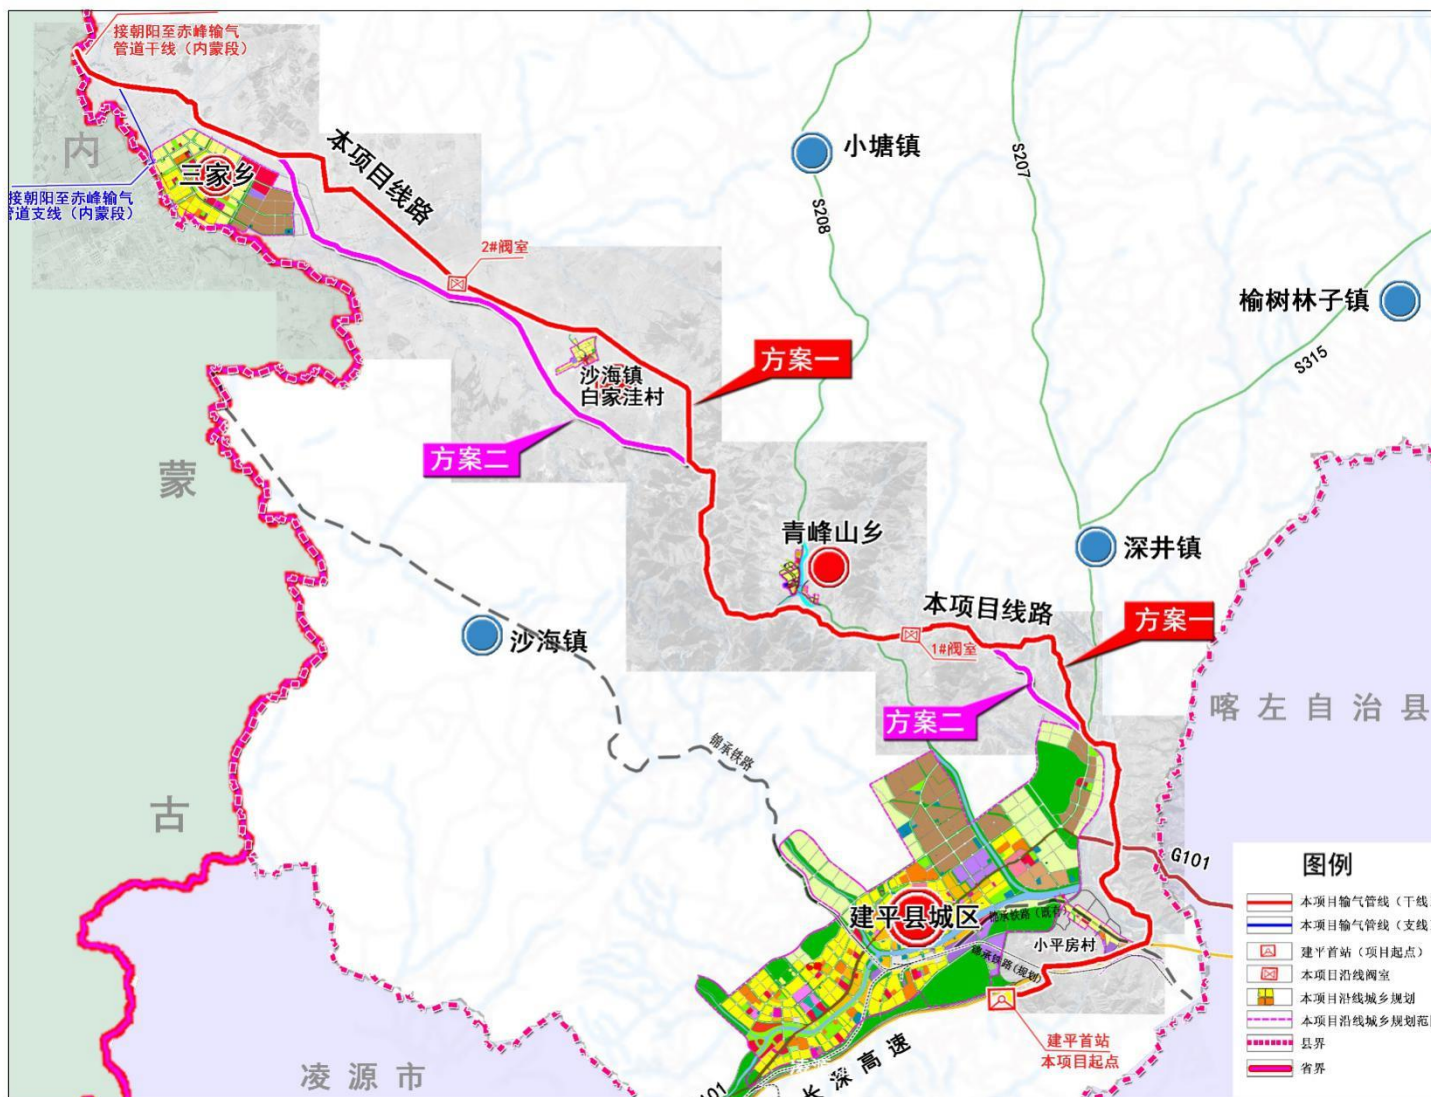 接朝阳至赤峰输气
管道干线（内蒙段）
内
本项目线路
小塘镇
S207
S208
三家乡
接朝阳至赤峰输气
管道支线（内蒙段）
2#阀室
榆树林子镇
S315
方案一
沙海镇
白家洼村
方案二
蒙
青峰山乡
深井镇
本项目线路
方案一
沙海镇
1#阀室
方案二
喀左自治县
锦承铁路
古
G101
建平县城区
小平房村
建平首站
本项目起点
长深高速
凌源市
101
图例
本项目输气管线（干线
本项目输气管线（支线
建平首站（项目起点）
本项目沿线阀室
本项目沿线城乡规划
本项目沿线城乡规划范
县界
省界